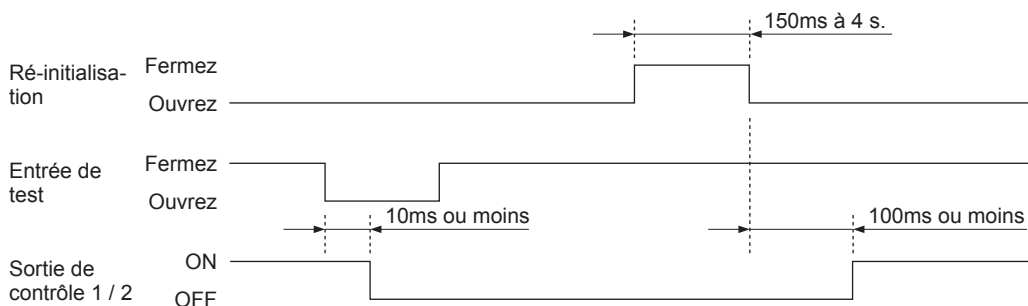 150ms à 4 s.
Ré-initialisa-
tion
Fermez
Ouvrez
Entrée de
test
Fermez
Ouvrez
10ms ou moins
100ms ou moins
Sortie de
contrôle 1 / 2
ON
OFF